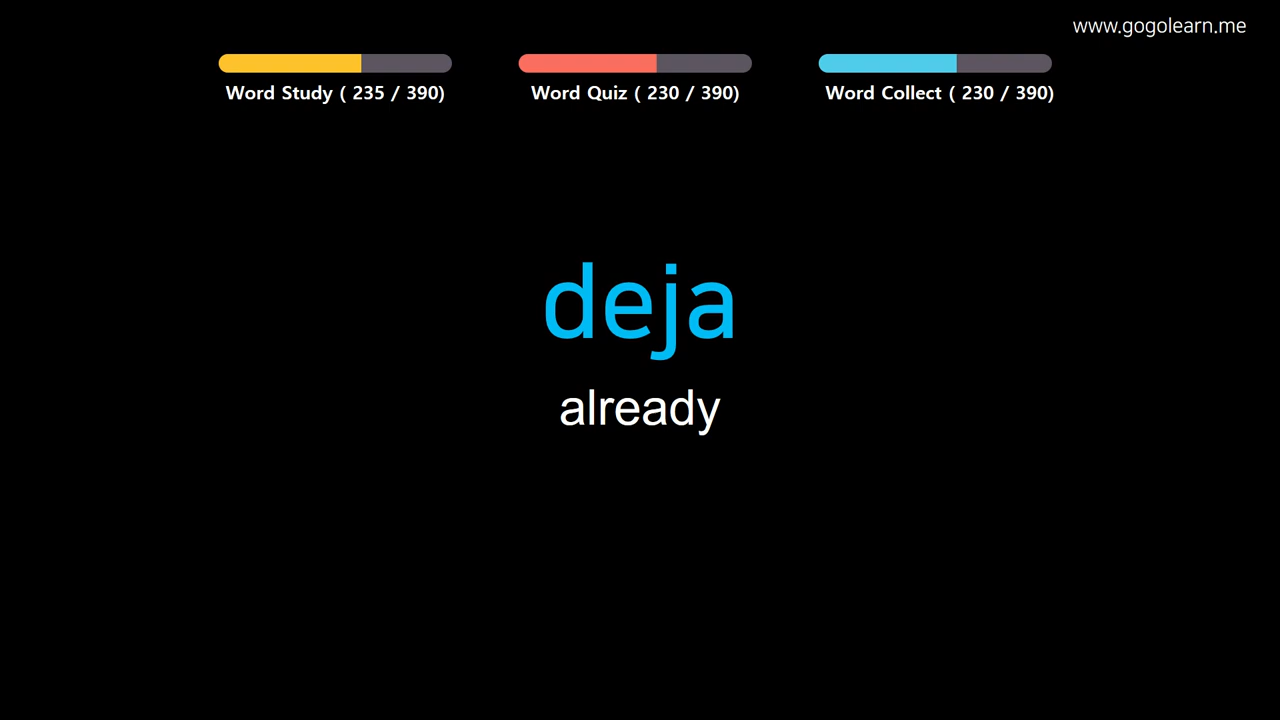 www.gogolearn.me
Word Study ( 235 / 390)
Word Quiz ( 230 / 390)
Word Collect ( 230 / 390)
deja
already